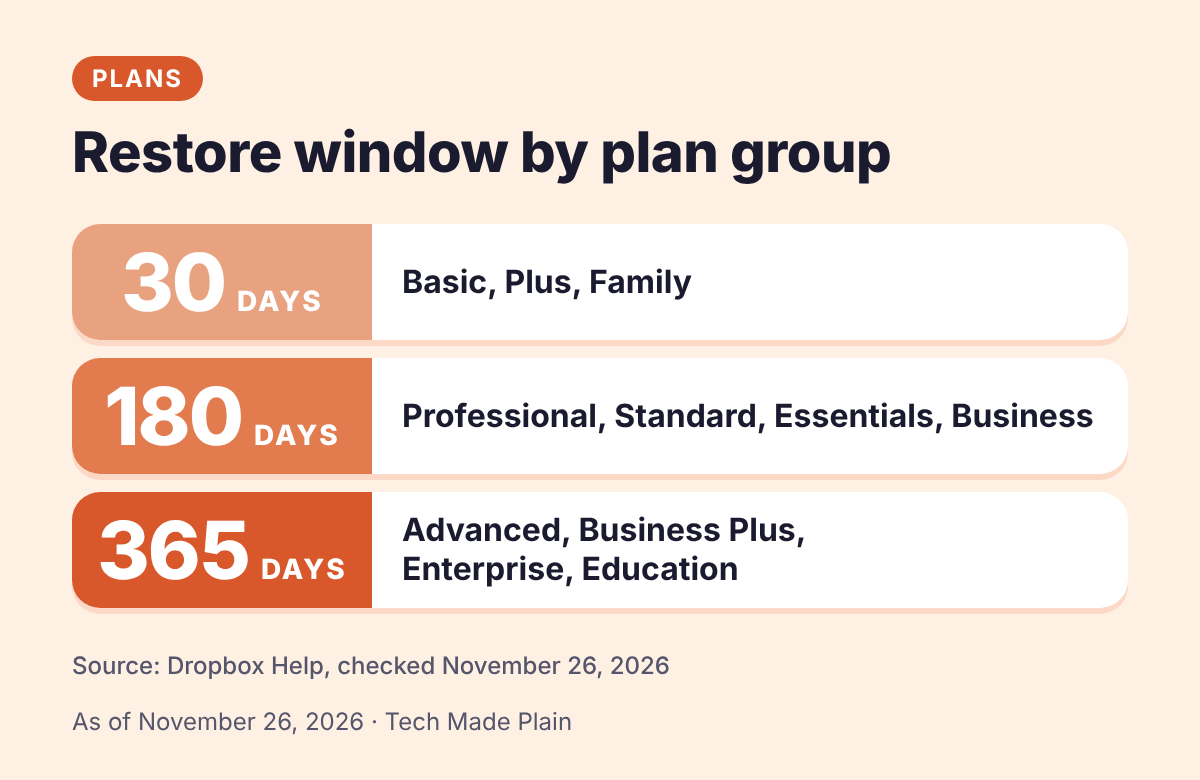 PLANS
Restore window by plan group
30 DAYS
Basic, Plus, Family
180 DAYS
Professional, Standard, Essentials, Business
365 DAYS
Advanced, Business Plus,
Enterprise, Education
Source: Dropbox Help, checked November 26, 2026
As of November 26, 2026 · Tech Made Plain